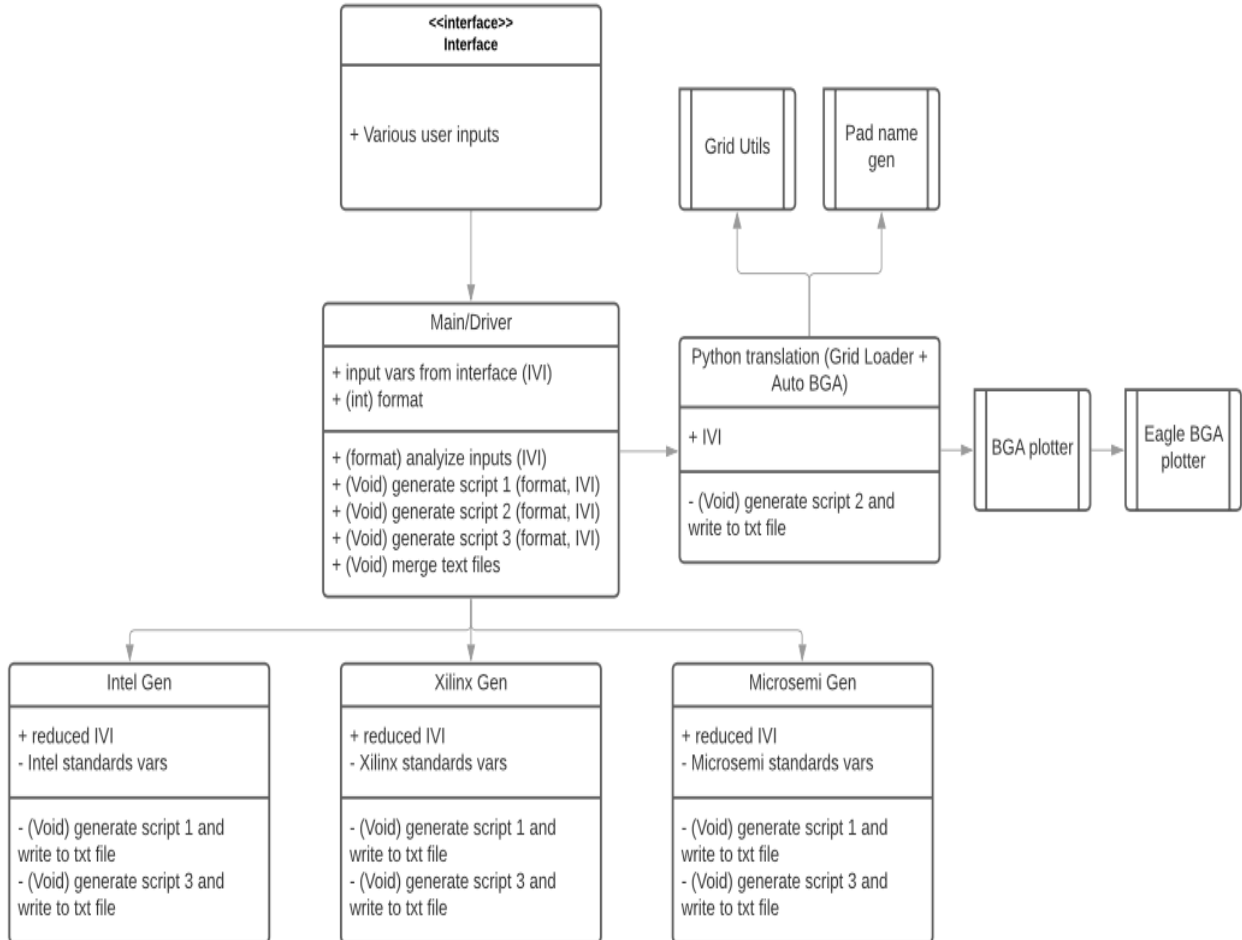 <<interface>>
Interface
+ Various user inputs
Grid Utils
Pad name
gen
Main/Driver
+ input vars from interface (IVI)
+ (int) format
+ (format) analyize inputs (IVI)
+ (Void) generate script 1 (format, IVI)
+ (Void) generate script 2 (format, IVI)
+ (Void) generate script 3 (format, IVI)
+ (Void) merge text files
Python translation (Grid Loader +
Auto BGA)
+ IVI
- (Void) generate script 2 and
write to txt file
BGA plotter
Eagle BGA
plotter
Intel Gen
+ reduced IVI
- Intel standards vars
- (Void) generate script 1 and
write to txt file
- (Void) generate script 3 and
write to txt file
Xilinx Gen
+ reduced IVI
- Xilinx standards vars
- (Void) generate script 1 and
write to txt file
- (Void) generate script 3 and
write to txt file
Microsemi Gen
+ reduced IVI
- Microsemi standards vars
- (Void) generate script 1 and
write to txt file
- (Void) generate script 3 and
write to txt file